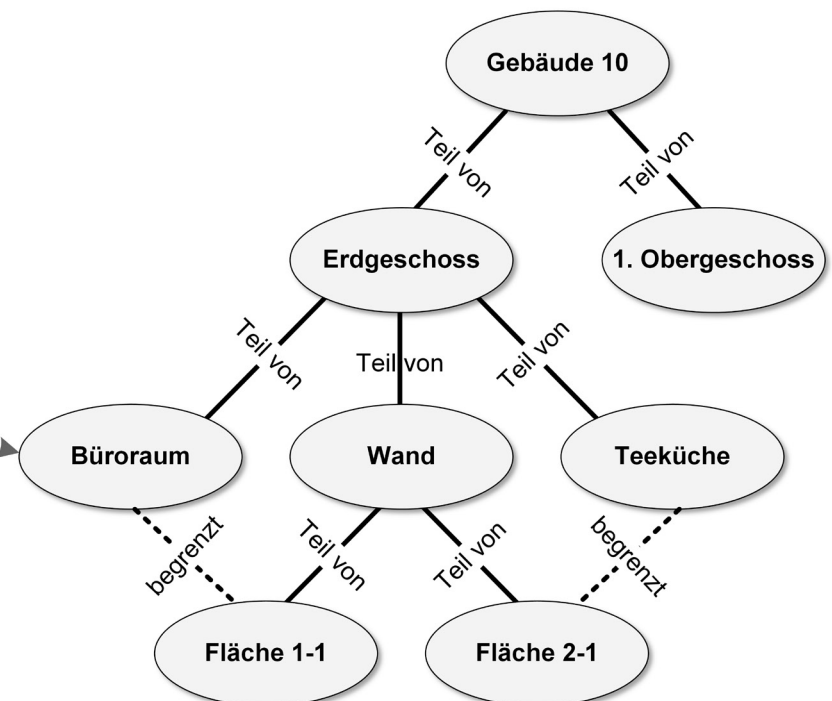 Gebäude 10
Teil von
Teil von
Erdgeschoss
1. Obergeschoss
Teil von
Teil von
Teil von
Büroraum
Wand
Teeküche
begrenzt
Teil von
Teil von
begrenzt
Fläche 1-1
Fläche 2-1